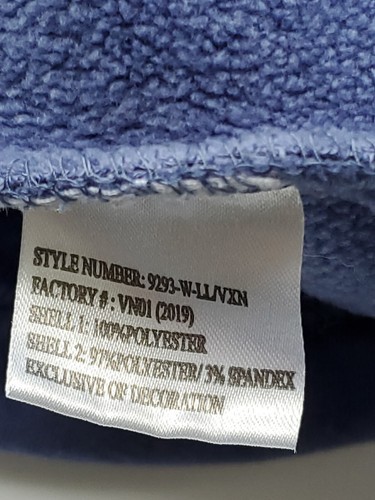 STYLE NUMBER: 9293-W-LL/VXN
FACTORY # : VN01 (2019)
SHELL 1: 100%POLYESTER
SHELL 2: 97%POLYESTER/ 3% SPANDEX
EXCLUSIVE OF DECORATION